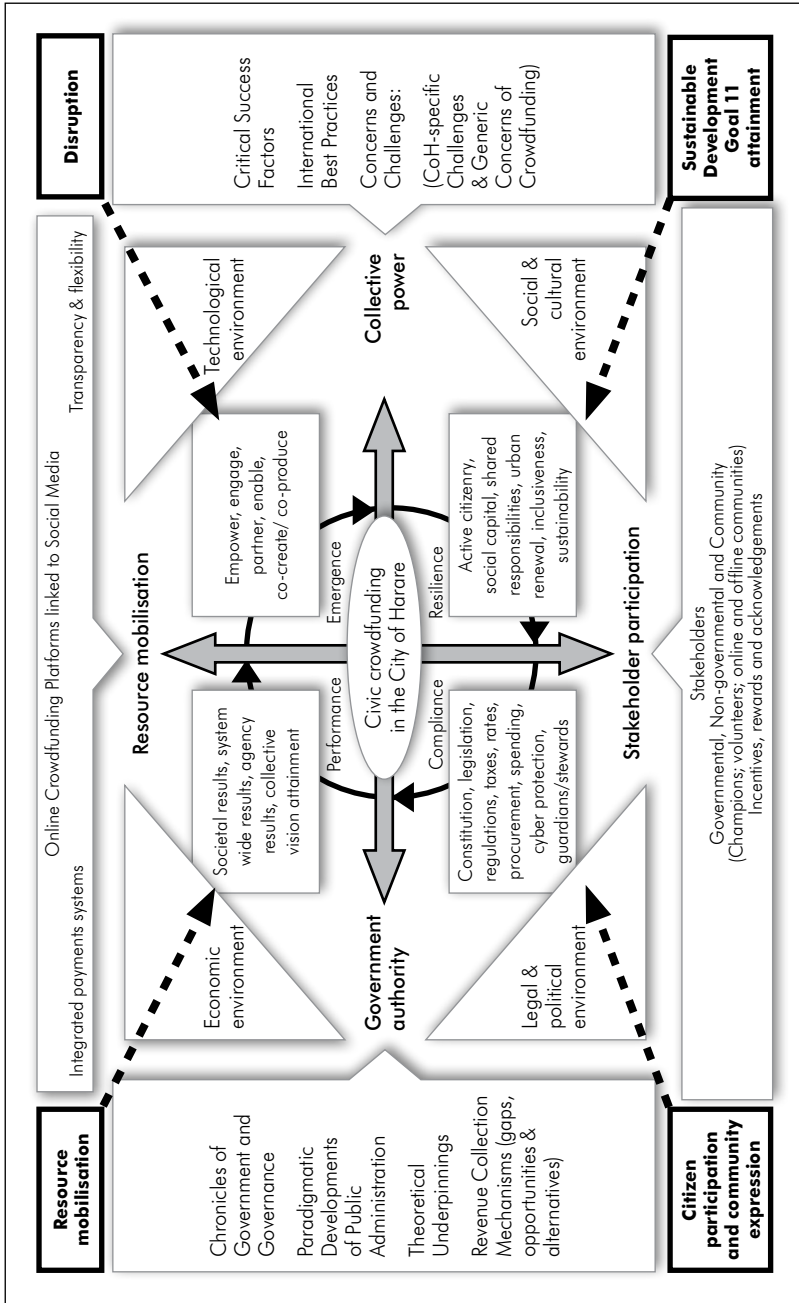 Resource
mobilisation
Online Crowdfunding Platforms linked to Social Media
Integrated payments systems
Transparency & flexibility
Disruption
Chronicles of
Government and
Governance
Paradigmatic
Developments
of Public
Administration
Theoretical
Underpinnings
Revenue Collection
Mechanisms (gaps,
opportunities &
alternatives)
Economic
environment
Resource mobilisation
Technological
environment
Societal results, system
wide results, agency
results, collective
vision attainment
Empower, engage,
partner, enable,
co-create/ co-produce
Performance
Emergence
Government
authority
Civic crowdfunding
in the City of Harare
Collective
power
Compliance
Resilience
Constitution, legislation,
regulations, taxes, rates,
procurement, spending,
cyber protection,
guardians/stewards
Active citizenry,
social capital, shared
responsibilities, urban
renewal, inclusiveness,
sustainability
Legal &
political
environment
Stakeholder participation
Social &
cultural
environment
Critical Success
Factors
International
Best Practices
Concerns and
Challenges:
(CoH-specific
Challenges
& Generic
Concerns of
Crowdfunding)
Citizen
participation
and community
expression
Stakeholders
Governmental, Non-governmental and Community
(Champions; volunteers; online and offline communities)
Incentives, rewards and acknowledgements
Sustainable
Development
Goal 11
attainment